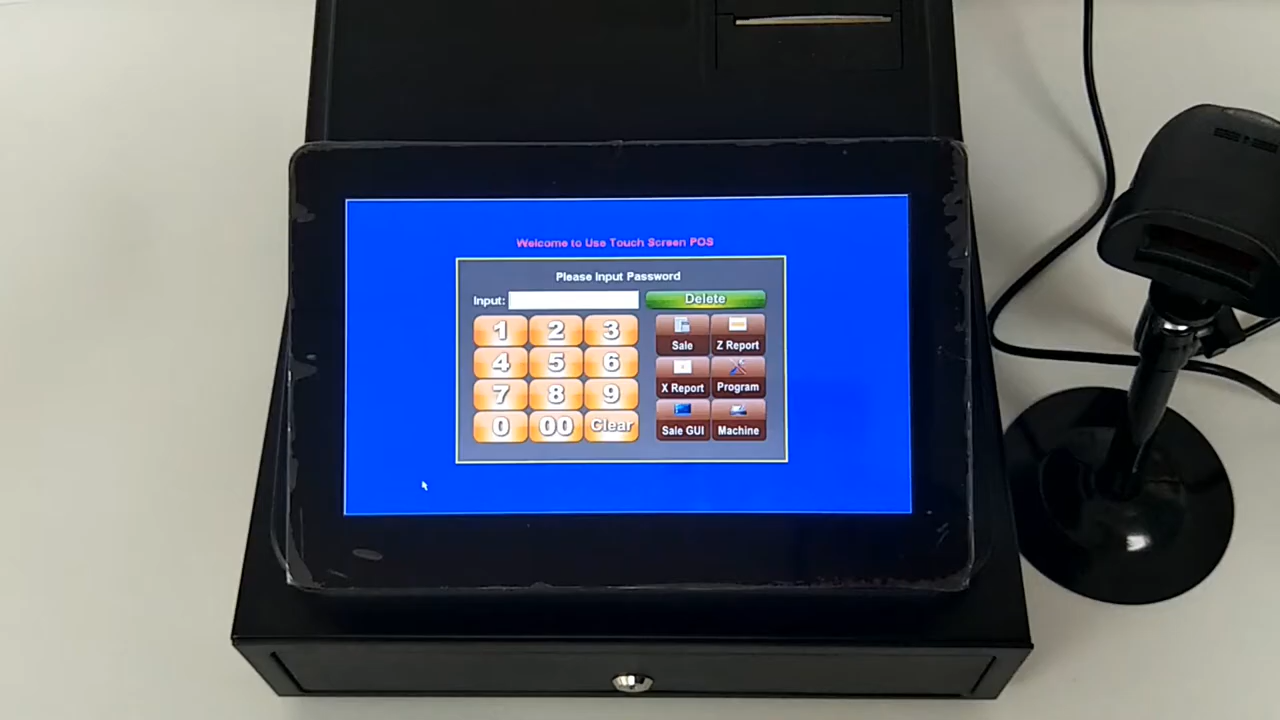 Welcome to Use Touch Screen POS
Please Input Password
Input:
Delete
1 2 3
Sale Z Report
4 5 6
X Report Program
7 8 9
0 00 Clear
Sale GUI Machine